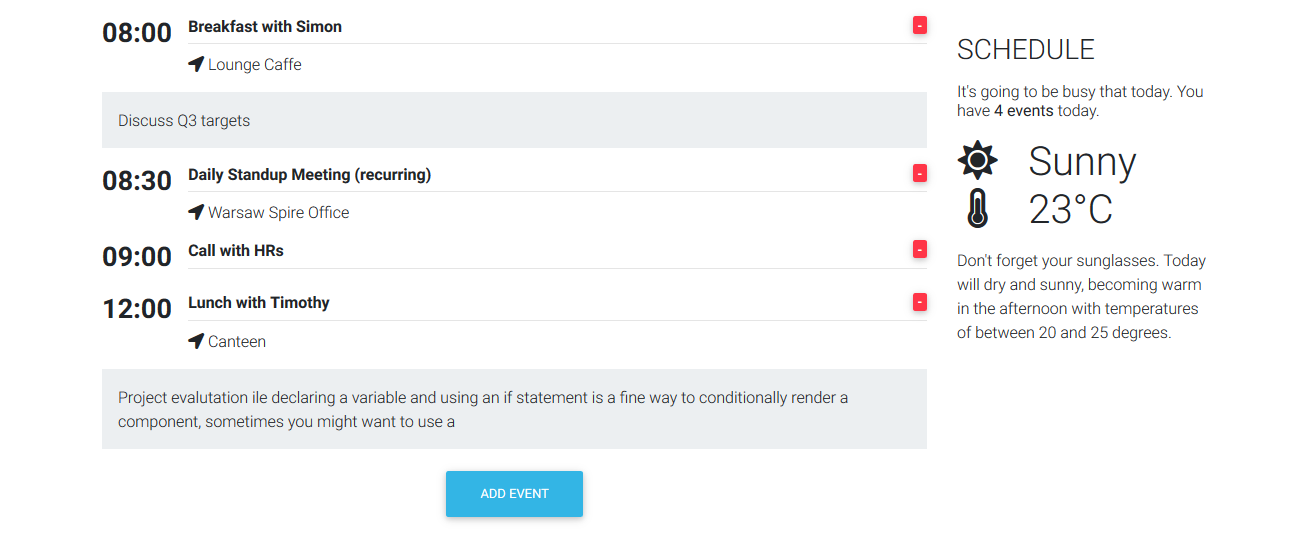 08:00 Breakfast with Simon -
Lounge Caffe
Discuss Q3 targets
08:30 Daily Standup Meeting (recurring) -
Warsaw Spire Office
09:00 Call with HRs -
12:00 Lunch with Timothy -
Canteen
Project evalutation ile declaring a variable and using an if statement is a fine way to conditionally render a
component, sometimes you might want to use a
ADD EVENT
SCHEDULE
It's going to be busy that today. You
have 4 events today.
Sunny
23°C
Don't forget your sunglasses. Today
will dry and sunny, becoming warm
in the afternoon with temperatures
of between 20 and 25 degrees.